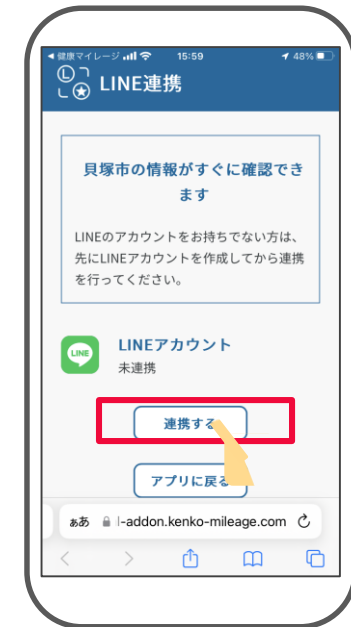 ◀健康マイレージ 15:59 48%
LINE連携
貝塚市の情報がすぐに確認でき
ます
LINEのアカウントをお持ちでない方は、
先にLINEアカウントを作成してから連携
を行ってください。
LINE
LINEアカウント
未連携
連携する
アプリに戻る
ああ l-addon.kenko-mileage.com